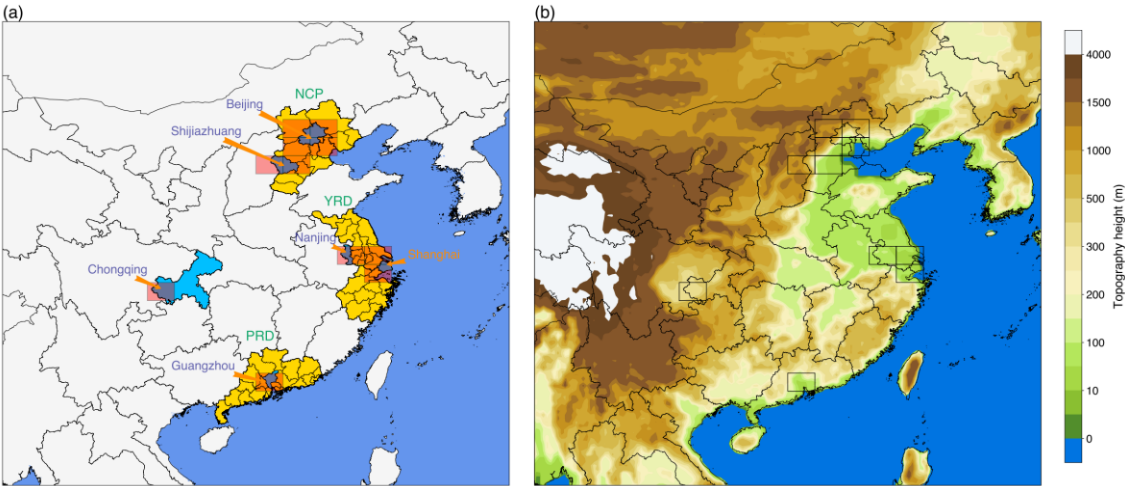 (a)
NCP
Beijing
Shijiazhuang
YRD
Nanjing
Shanghai
Chongqing
PRD
Guangzhou
(b)
4000
1500
1000
500
300
200
100
10
0
Topography height (m)